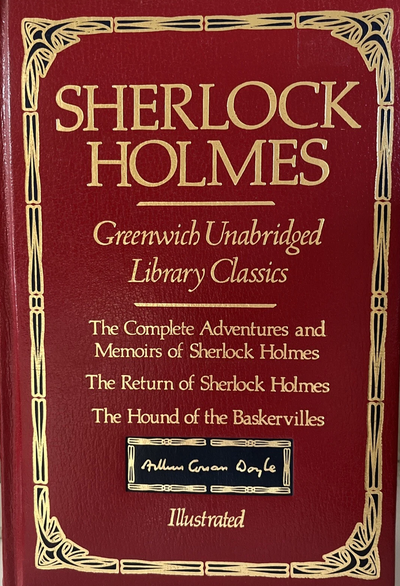 SHERLOCK
HOLMES
Greenwich Unabridged
Library Classics
The Complete Adventures and
Memoirs of Sherlock Holmes
The Return of Sherlock Holmes
The Hound of the Baskervilles
Arthur Conan Doyle
Illustrated